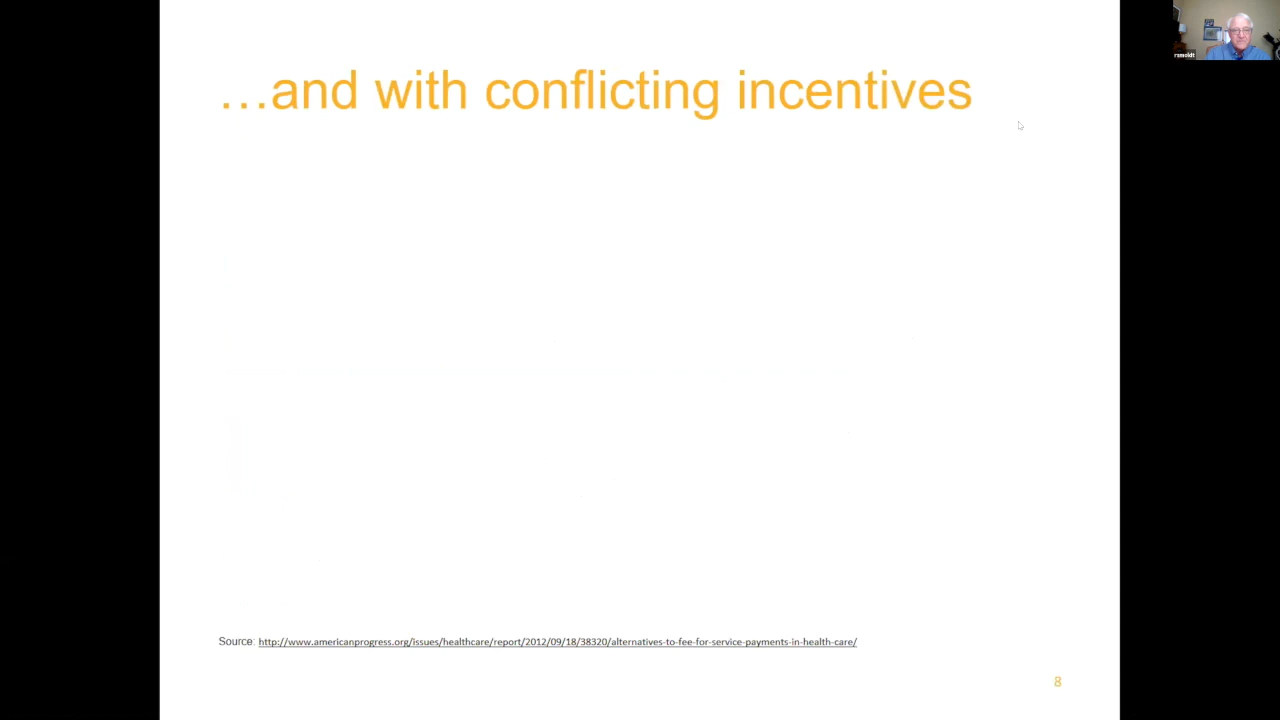 …and with conflicting incentives
Source: http://www.americanprogress.org/issues/healthcare/report/2012/09/18/38320/alternatives-to-fee-for-service-payments-in-health-care/
8